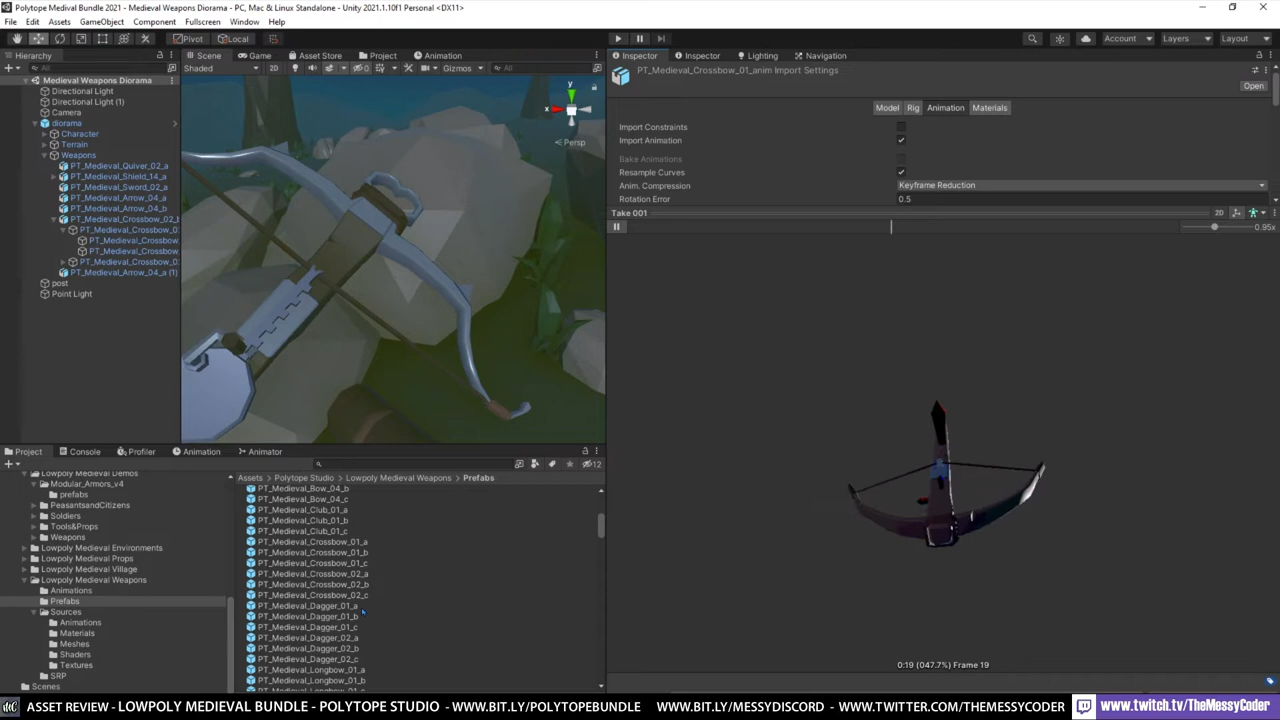 Polytope Medival Bundle 2021 - Medieval Weapons Diorama - PC, Mac & Linux Standalone - Unity 2021.1.10f1 Personal <DX11>
File Edit Assets GameObject Component Fullscreen Window Help
Pivot Local Account Layers Layout
Hierarchy Scene Game Asset Store Project Animation Inspector Inspector Lighting Navigation
All Shaded 2D 0 Gizmos All
PT_Medieval_Crossbow_01_anim Import Settings
Open
Medieval Weapons Diorama
Directional Light
Directional Light (1)
Camera
diorama
Character
Terrain
Weapons
PT_Medieval_Quiver_02_a
PT_Medieval_Shield_14_a
PT_Medieval_Sword_02_a
PT_Medieval_Arrow_04_a
PT_Medieval_Arrow_04_b
PT_Medieval_Crossbow_02_
PT_Medieval_Crossbow_0
PT_Medieval_Crossbow
PT_Medieval_Crossbow
PT_Medieval_Crossbow_0
PT_Medieval_Arrow_04_a (1)
post
Point Light
y
x
Persp
Model Rig Animation Materials
Import Constraints
Import Animation
Bake Animations
Resample Curves
Anim. Compression Keyframe Reduction
Rotation Error 0.5
Take 001 2D
0.95x
0:19 (047.7%) Frame 19
Project Console Profiler Animation Animator
12
Assets > Polytope Studio > Lowpoly Medieval Weapons > Prefabs
Lowpoly Medieval Demos
Modular_Armors_v4
prefabs
PeasantsandCitizens
Soldiers
Tools&Props
Weapons
Lowpoly Medieval Environments
Lowpoly Medieval Props
Lowpoly Medieval Village
Lowpoly Medieval Weapons
Animations
Prefabs
Sources
Animations
Materials
Meshes
Shaders
Textures
SRP
Scenes
PT_Medieval_Bow_04_b
PT_Medieval_Bow_04_c
PT_Medieval_Club_01_a
PT_Medieval_Club_01_b
PT_Medieval_Club_01_c
PT_Medieval_Crossbow_01_a
PT_Medieval_Crossbow_01_b
PT_Medieval_Crossbow_01_c
PT_Medieval_Crossbow_02_a
PT_Medieval_Crossbow_02_b
PT_Medieval_Crossbow_02_c
PT_Medieval_Dagger_01_a
PT_Medieval_Dagger_01_b
PT_Medieval_Dagger_01_c
PT_Medieval_Dagger_02_a
PT_Medieval_Dagger_02_b
PT_Medieval_Dagger_02_c
PT_Medieval_Longbow_01_a
PT_Medieval_Longbow_01_b
ASSET REVIEW - LOWPOLY MEDIEVAL BUNDLE - POLYTOPE STUDIO - WWW.BIT.LY/POLYTOPEBUNDLE WWW.BIT.LY/MESSYDISCORD - WWW.TWITTER.COM/THEMESSYCODER www.twitch.tv/TheMessyCoder